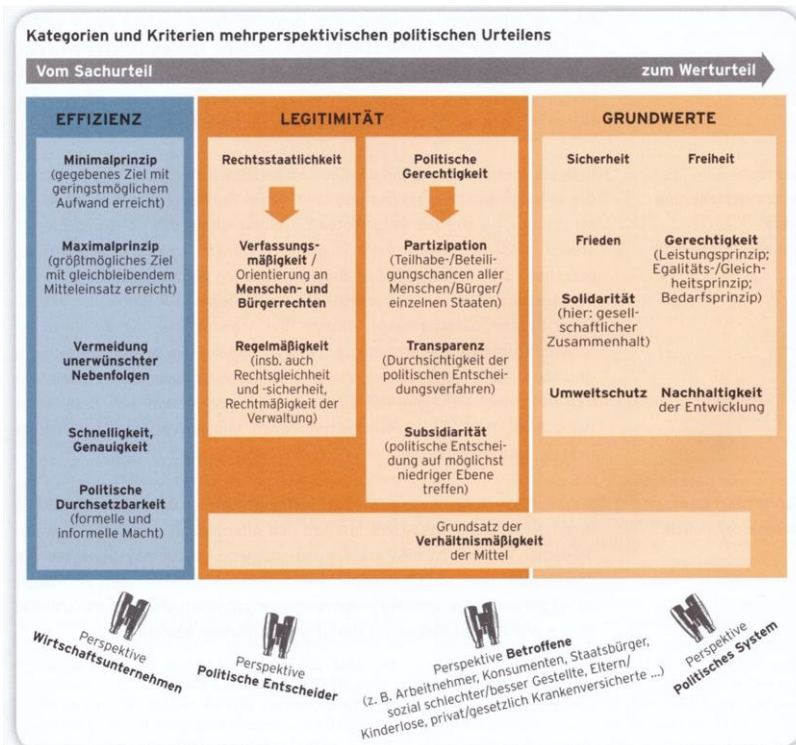 Kategorien und Kriterien mehrperspektivischen politischen Urteilens
Vom Sachurteil
zum Werturteil
EFFIZIENZ
Minimalprinzip
(gegebenes Ziel mit
geringstmöglichem
Aufwand erreicht)
Maximalprinzip
(größtmögliches Ziel
mit gleichbleibendem
Mitteleinsatz erreicht)
Vermeidung
unerwünschter
Nebenfolgen
Schnelligkeit,
Genauigkeit
Politische
Durchsetzbarkeit
(formelle und
informelle Macht)
LEGITIMITÄT
Rechtsstaatlichkeit
Verfassungs-
mäßigkeit /
Orientierung an
Menschen- und
Bürgerrechten
Regelmäßigkeit
(insb. auch
Rechtsgleichheit
und -sicherheit,
Rechtmäßigkeit der
Verwaltung)
Politische
Gerechtigkeit
Partizipation
(Teilhabe-/Beteili-
gungschancen aller
Menschen/Bürger/
einzelnen Staaten)
Transparenz
(Durchsichtigkeit der
politischen Entschei-
dungsverfahren)
Subsidiarität
(politische Entschei-
dung auf möglichst
niedriger Ebene
treffen)
GRUNDWERTE
Sicherheit
Frieden
Solidarität
(hier: gesell-
schaftlicher
Zusammenhalt)
Umweltschutz
Freiheit
Gerechtigkeit
(Leistungsprinzip;
Egalitäts-/Gleich-
heitsprinzip;
Bedarfsprinzip)
Nachhaltigkeit
der Entwicklung
Grundsatz der
Verhältnismäßigkeit
der Mittel
Perspektive
Wirtschaftsunternehmen
Perspektive
Politische Entscheider
Perspektive Betroffene
(z. B. Arbeitnehmer, Konsumenten, Staatsbürger,
sozial schlechter/besser Gestellte, Eltern/
Kinderlose, privat/gesetzlich Krankenversicherte ...)
Perspektive
Politisches System